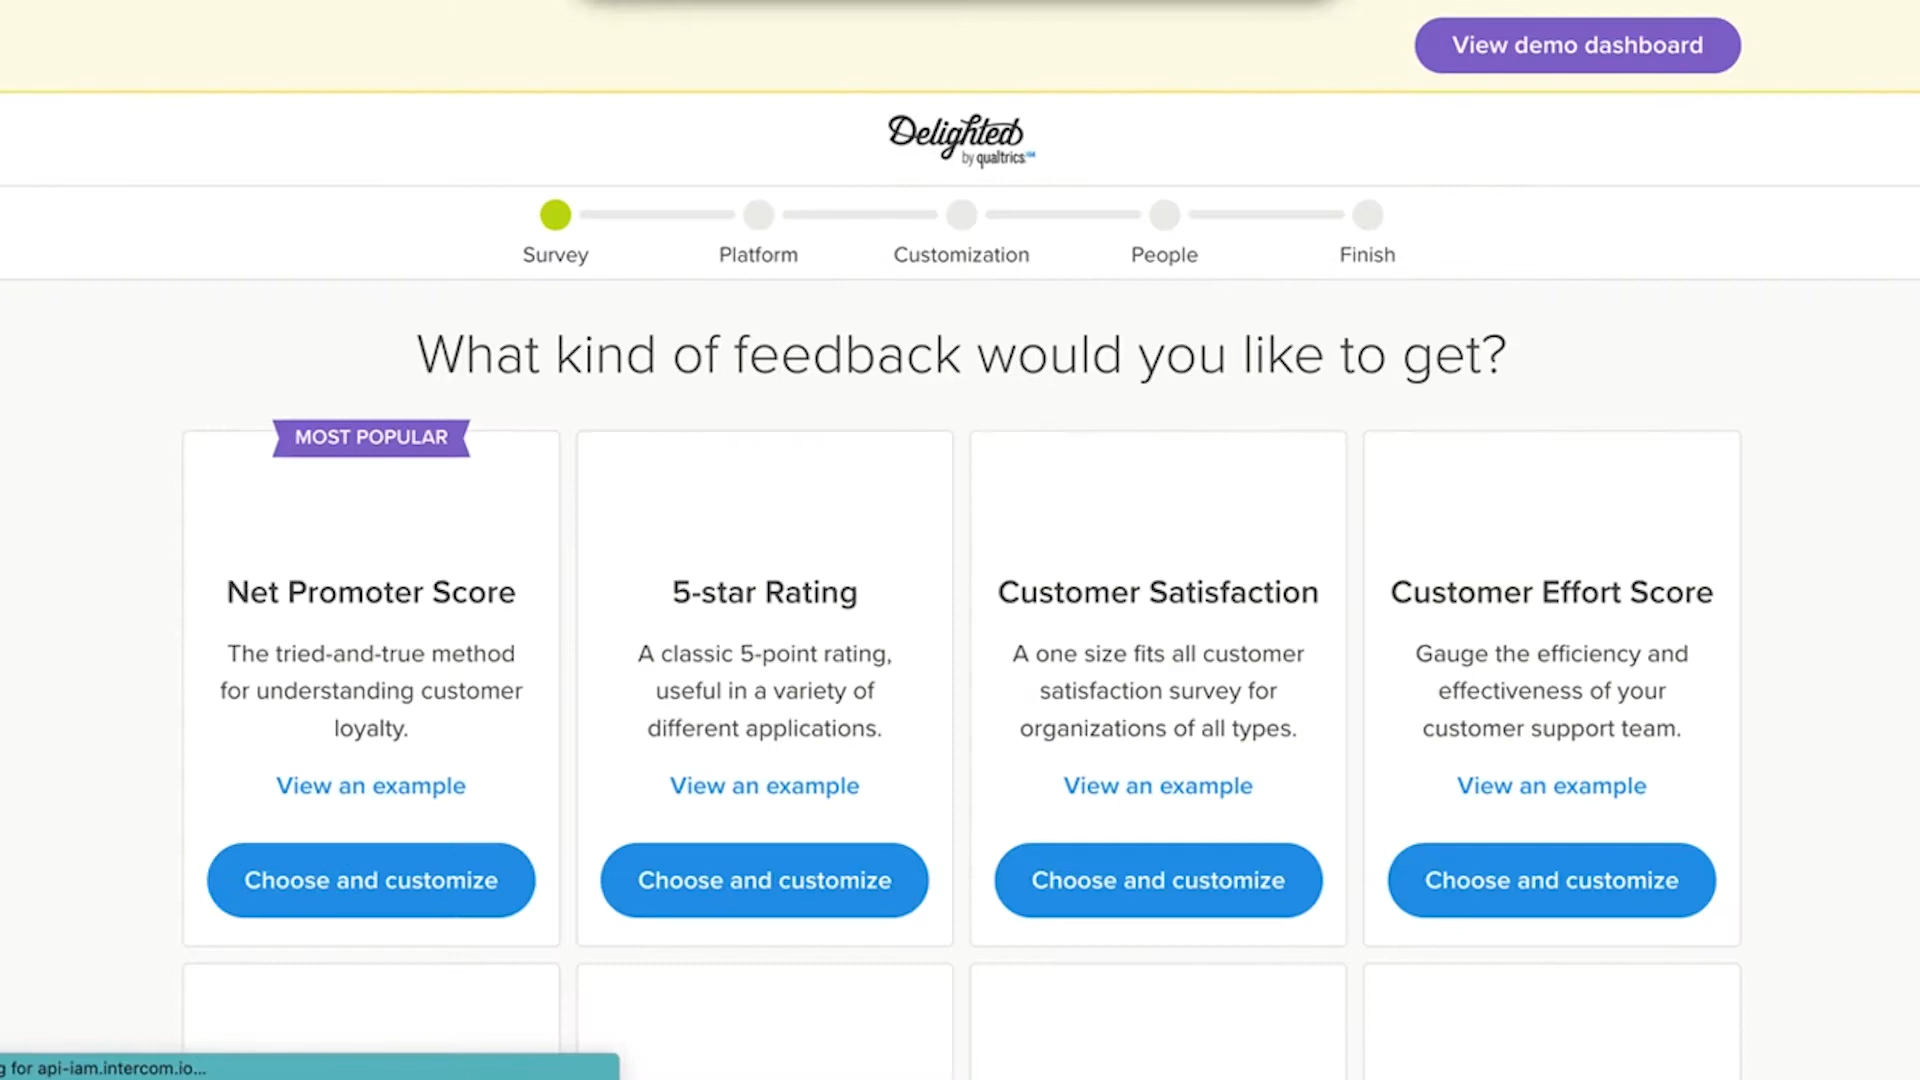 View demo dashboard
Delighted
by qualtrics
Survey
Platform
Customization
People
Finish
What kind of feedback would you like to get?
MOST POPULAR
Net Promoter Score
The tried-and-true method
for understanding customer
loyalty.
View an example
Choose and customize
5-star Rating
A classic 5-point rating,
useful in a variety of
different applications.
View an example
Choose and customize
Customer Satisfaction
A one size fits all customer
satisfaction survey for
organizations of all types.
View an example
Choose and customize
Customer Effort Score
Gauge the efficiency and
effectiveness of your
customer support team.
View an example
Choose and customize
g for api-iam.intercom.io...